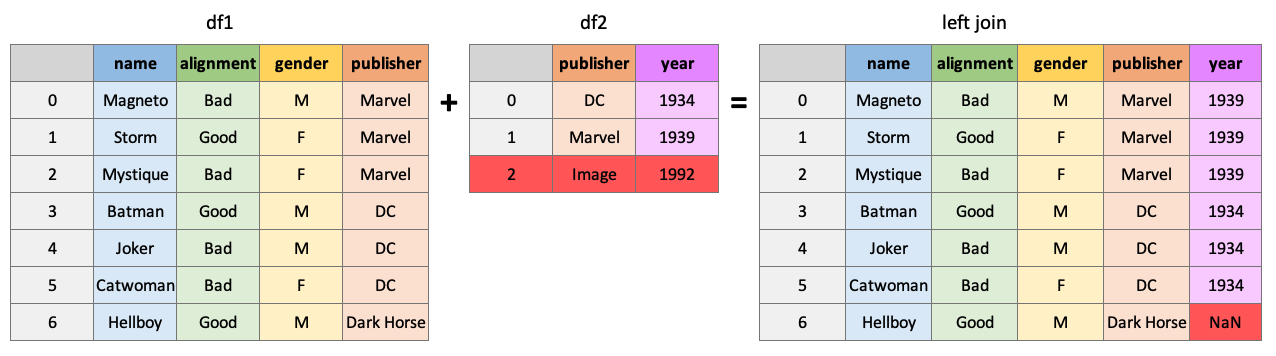 df1 df2 left join
name alignment gender publisher publisher year name alignment gender publisher year
0 Magneto Bad M Marvel + 0 DC 1934 = 0 Magneto Bad M Marvel 1939
1 Storm Good F Marvel 1 Marvel 1939 1 Storm Good F Marvel 1939
2 Mystique Bad F Marvel 2 Image 1992 2 Mystique Bad F Marvel 1939
3 Batman Good M DC 3 Batman Good M DC 1934
4 Joker Bad M DC 4 Joker Bad M DC 1934
5 Catwoman Bad F DC 5 Catwoman Bad F DC 1934
6 Hellboy Good M Dark Horse 6 Hellboy Good M Dark Horse NaN